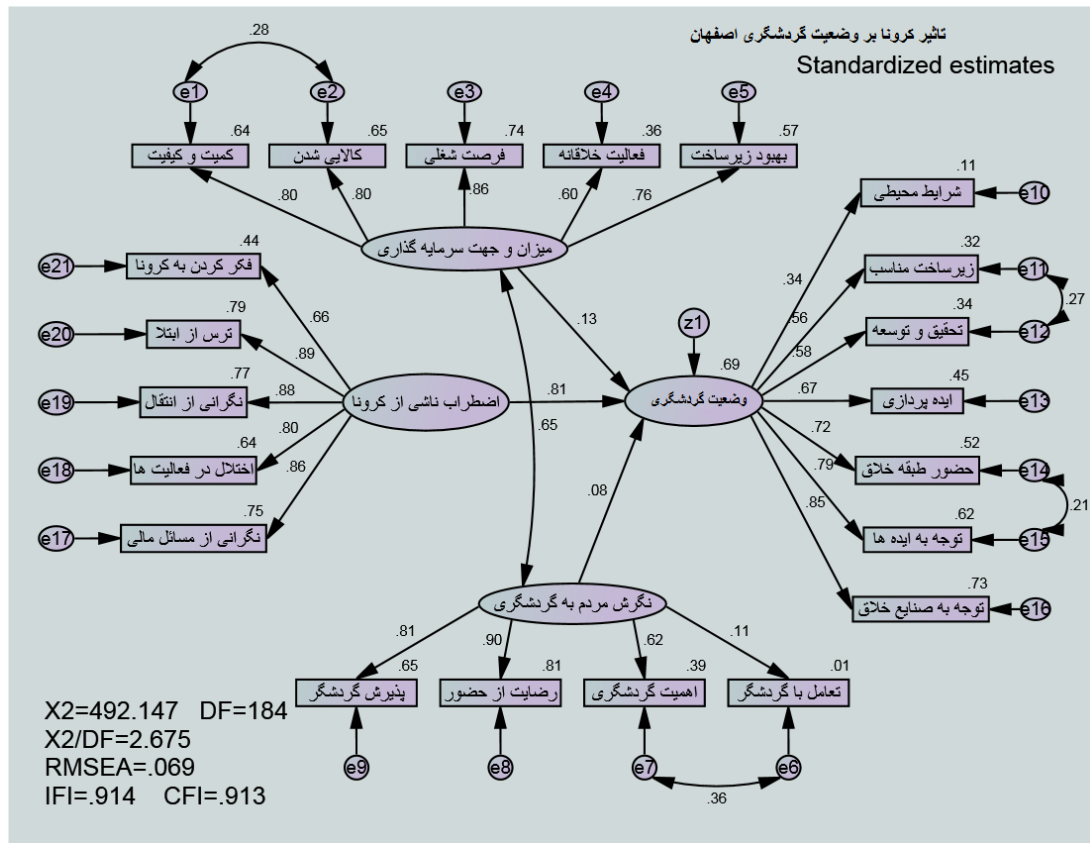 تاثیر کرونا بر وضعیت گردشگری اصفهان
Standardized estimates
.28
e1
e2
e3
e4
e5
.64
.65
.74
.36
.57
کمیت و کیفیت
کالایی شدن
فرصت شغلی
فعالیت خلاقانه
بهبود زیرساخت
.80
.80
.86
.60
.76
میزان و جهت سرمایه گذاری
.11
شرایط محیطی
e10
.32
زیرساخت مناسب
e11
.27
.34
تحقیق و توسعه
e12
.45
ایده پردازی
e13
.52
حضور طبقه خلاق
e14
.21
.62
توجه به ایده ها
e15
.73
توجه به صنایع خلاق
e16
.34
.56
.58
.67
.72
.79
.85
z1
.69
وضعیت گردشگری
.13
.81
.65
.08
e21
.44
فکر کردن به کرونا
.66
e20
.79
ترس از ابتلا
.89
e19
.77
نگرانی از انتقال
.88
e18
.64
اختلال در فعالیت ها
.80
e17
.75
نگرانی از مسائل مالی
.86
اضطراب ناشی از کرونا
نگرش مردم به گردشگری
.81
.90
.62
.11
.65
.81
.39
.01
پذیرش گردشگر
رضایت از حضور
اهمیت گردشگری
تعامل با گردشگر
e9
e8
e7
e6
.36
X2=492.147 DF=184
X2/DF=2.675
RMSEA=.069
IFI=.914 CFI=.913